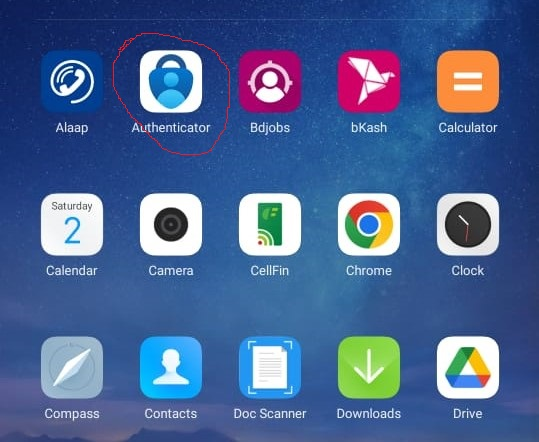 Alaap
Authenticator
Bdjobs
bKash
Calculator
Saturday
2
Calendar
Camera
CellFin
Chrome
Clock
Compass
Contacts
Doc Scanner
Downloads
Drive